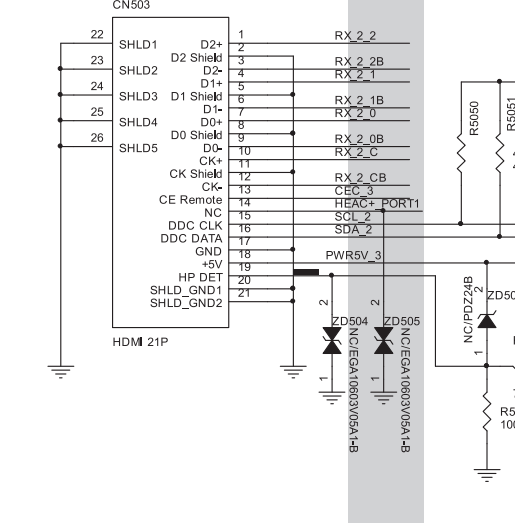 CN503
22 SHLD1
23 SHLD2
24 SHLD3
25 SHLD4
26 SHLD5
D2+ 1 RX_2_2
D2 Shield 2
D2- 3 RX_2_2B
D1+ 4 RX_2_1
D1 Shield 5
D1- 6 RX_2_1B
D0+ 7 RX_2_0
D0 Shield 8
D0- 9 RX_2_0B
CK+ 10 RX_2_C
CK Shield 11
CK- 12 RX_2_CB
CE Remote 13 CEC_3
NC 14 HEAC+_PORT1
DDC CLK 15 SCL_2
DDC DATA 16 SDA_2
GND 17
+5V 18 PWR5V_3
HP DET 19
SHLD_GND1 20
SHLD_GND2 21
HDMI 21P
2
ZD504
NC/EGA10603V05A1-B
1
2
ZD505
NC/EGA10603V05A1-B
1
R5050
R5051
NC/PDZ24B
2
ZD50
1
R5
100